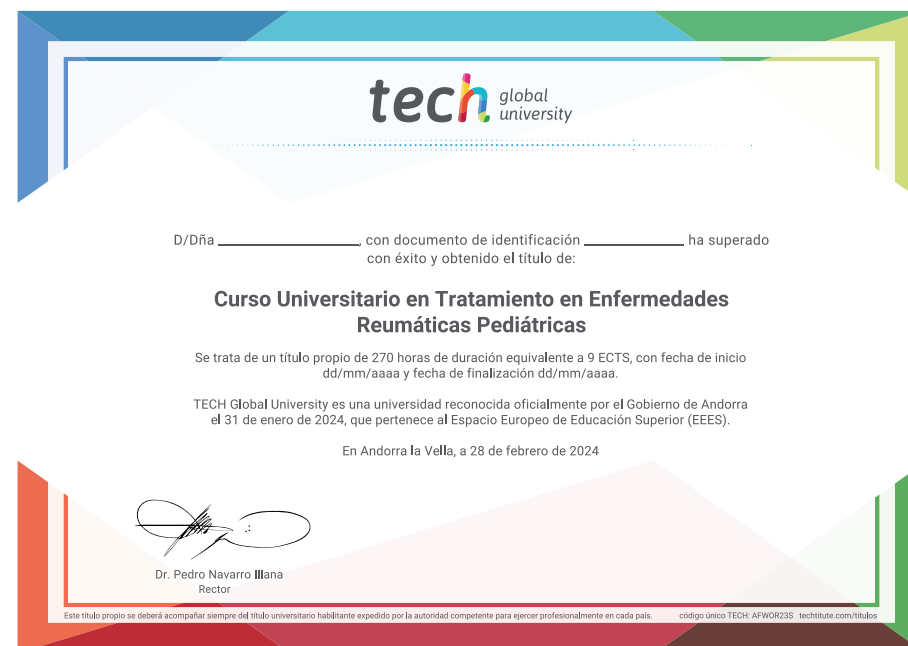 tech global university
D/Dña ____________________, con documento de identificación ______________ ha superado
con éxito y obtenido el título de:
Curso Universitario en Tratamiento en Enfermedades
Reumáticas Pediátricas
Se trata de un título propio de 270 horas de duración equivalente a 9 ECTS, con fecha de inicio
dd/mm/aaaa y fecha de finalización dd/mm/aaaa.
TECH Global University es una universidad reconocida oficialmente por el Gobierno de Andorra
el 31 de enero de 2024, que pertenece al Espacio Europeo de Educación Superior (EEES).
En Andorra la Vella, a 28 de febrero de 2024
Dr. Pedro Navarro Illana
Rector
Este título propio se deberá acompañar siempre del título universitario habilitante expedido por la autoridad competente para ejercer profesionalmente en cada país. código único TECH: AFWOR23S techtitute.com/titulos